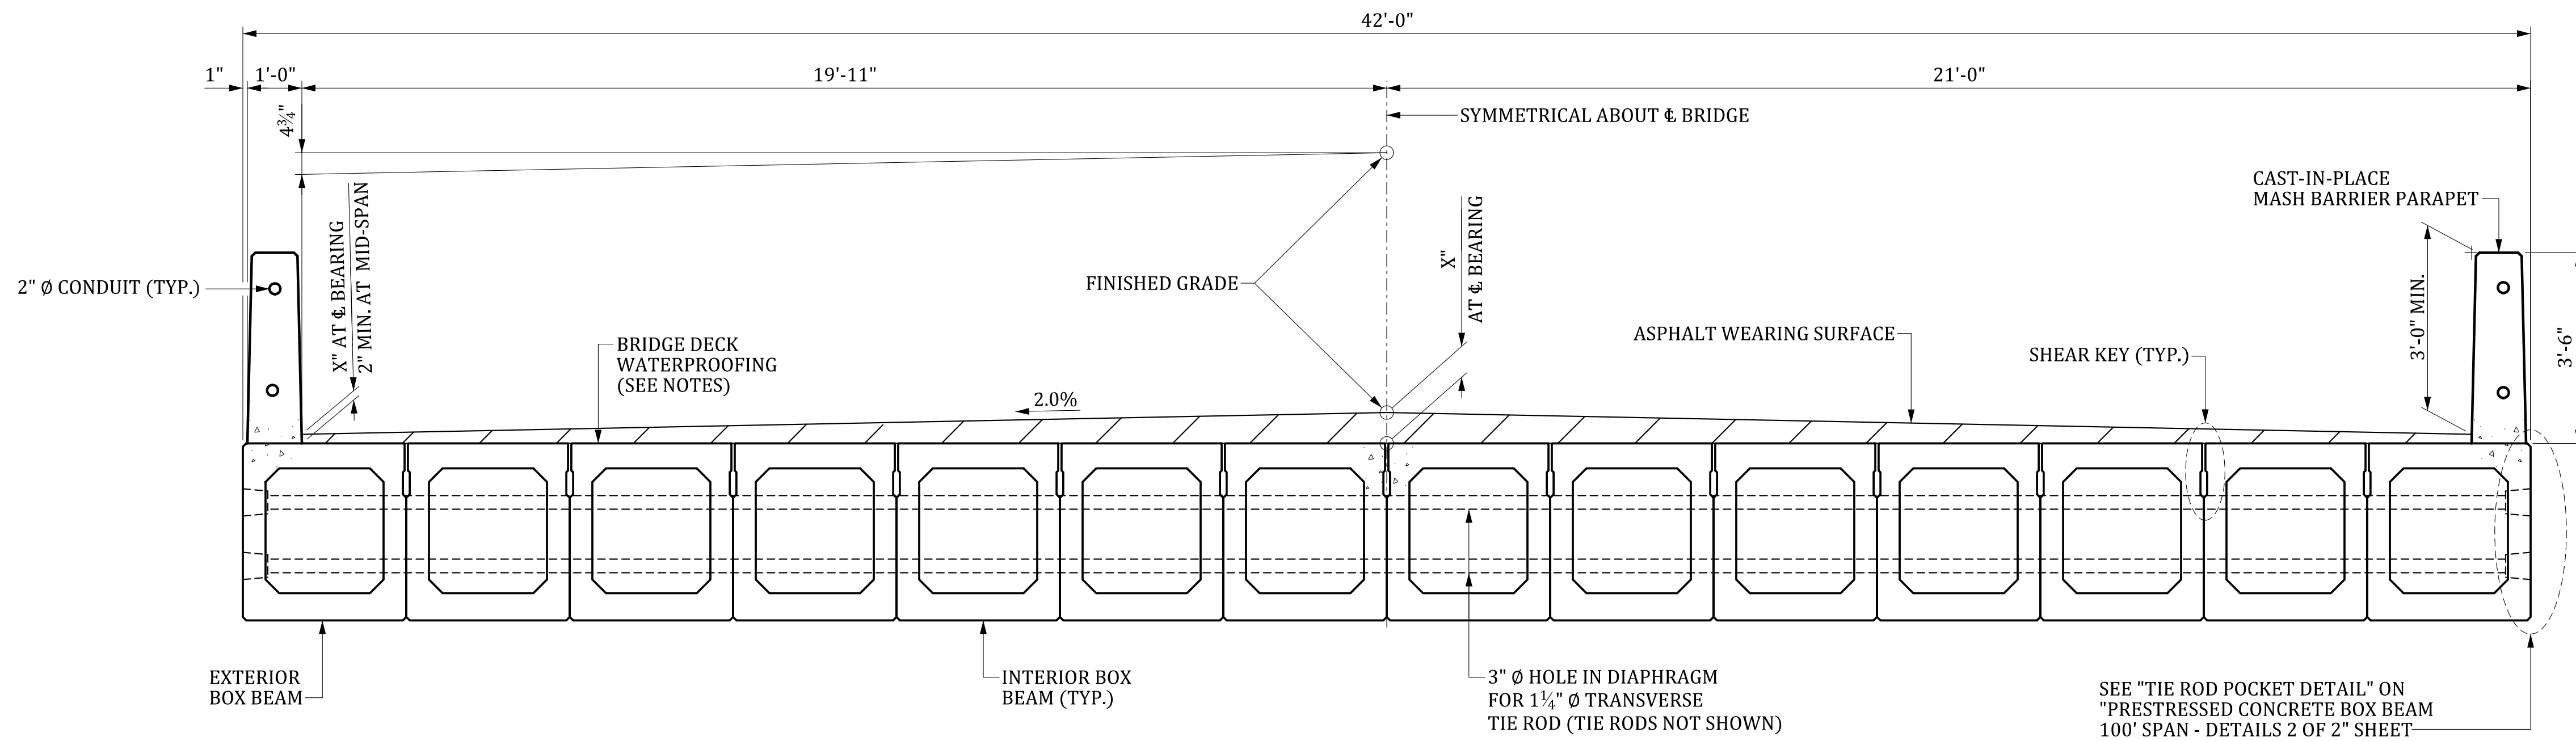 42'-0"
1" 1'-0" 19'-11" 21'-0"
4¾"
SYMMETRICAL ABOUT ℄ BRIDGE
CAST-IN-PLACE
MASH BARRIER PARAPET
X" AT ℄ BEARING
2" MIN. AT MID-SPAN
X"
AT ℄ BEARING
2" Ø CONDUIT (TYP.)
FINISHED GRADE
3'-0" MIN.
3'-6"
BRIDGE DECK
WATERPROOFING
(SEE NOTES)
2.0%
ASPHALT WEARING SURFACE
SHEAR KEY (TYP.)
EXTERIOR
BOX BEAM
INTERIOR BOX
BEAM (TYP.)
3" Ø HOLE IN DIAPHRAGM
FOR 1¼" Ø TRANSVERSE
TIE ROD (TIE RODS NOT SHOWN)
SEE "TIE ROD POCKET DETAIL" ON
"PRESTRESSED CONCRETE BOX BEAM
100' SPAN - DETAILS 2 OF 2" SHEET